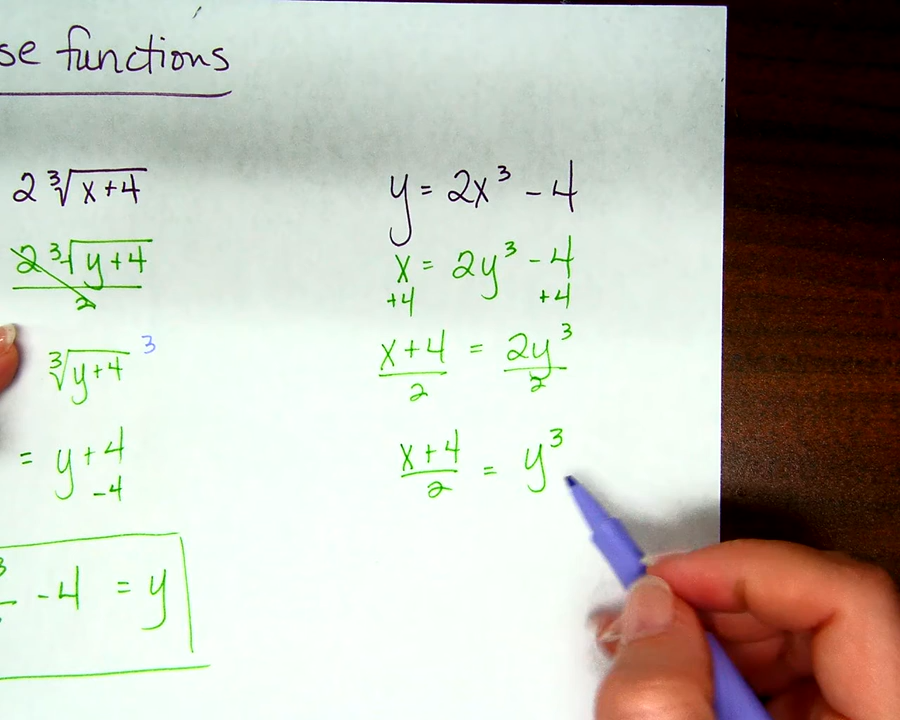 se functions
2∛(x+4)
2∛(y+4) / 2
∛(y+4) ³
= y+4
-4
³ -4 = y
y = 2x³ - 4
x = 2y³ - 4
+4 +4
(x+4)/2 = 2y³/2
(x+4)/2 = y³